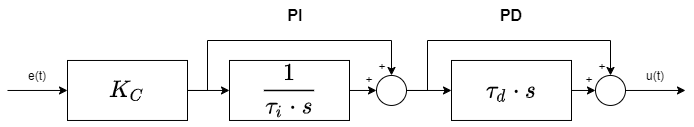 PI
PD
e(t)
K_C
1
τ_i · s
+
+
τ_d · s
+
+
u(t)